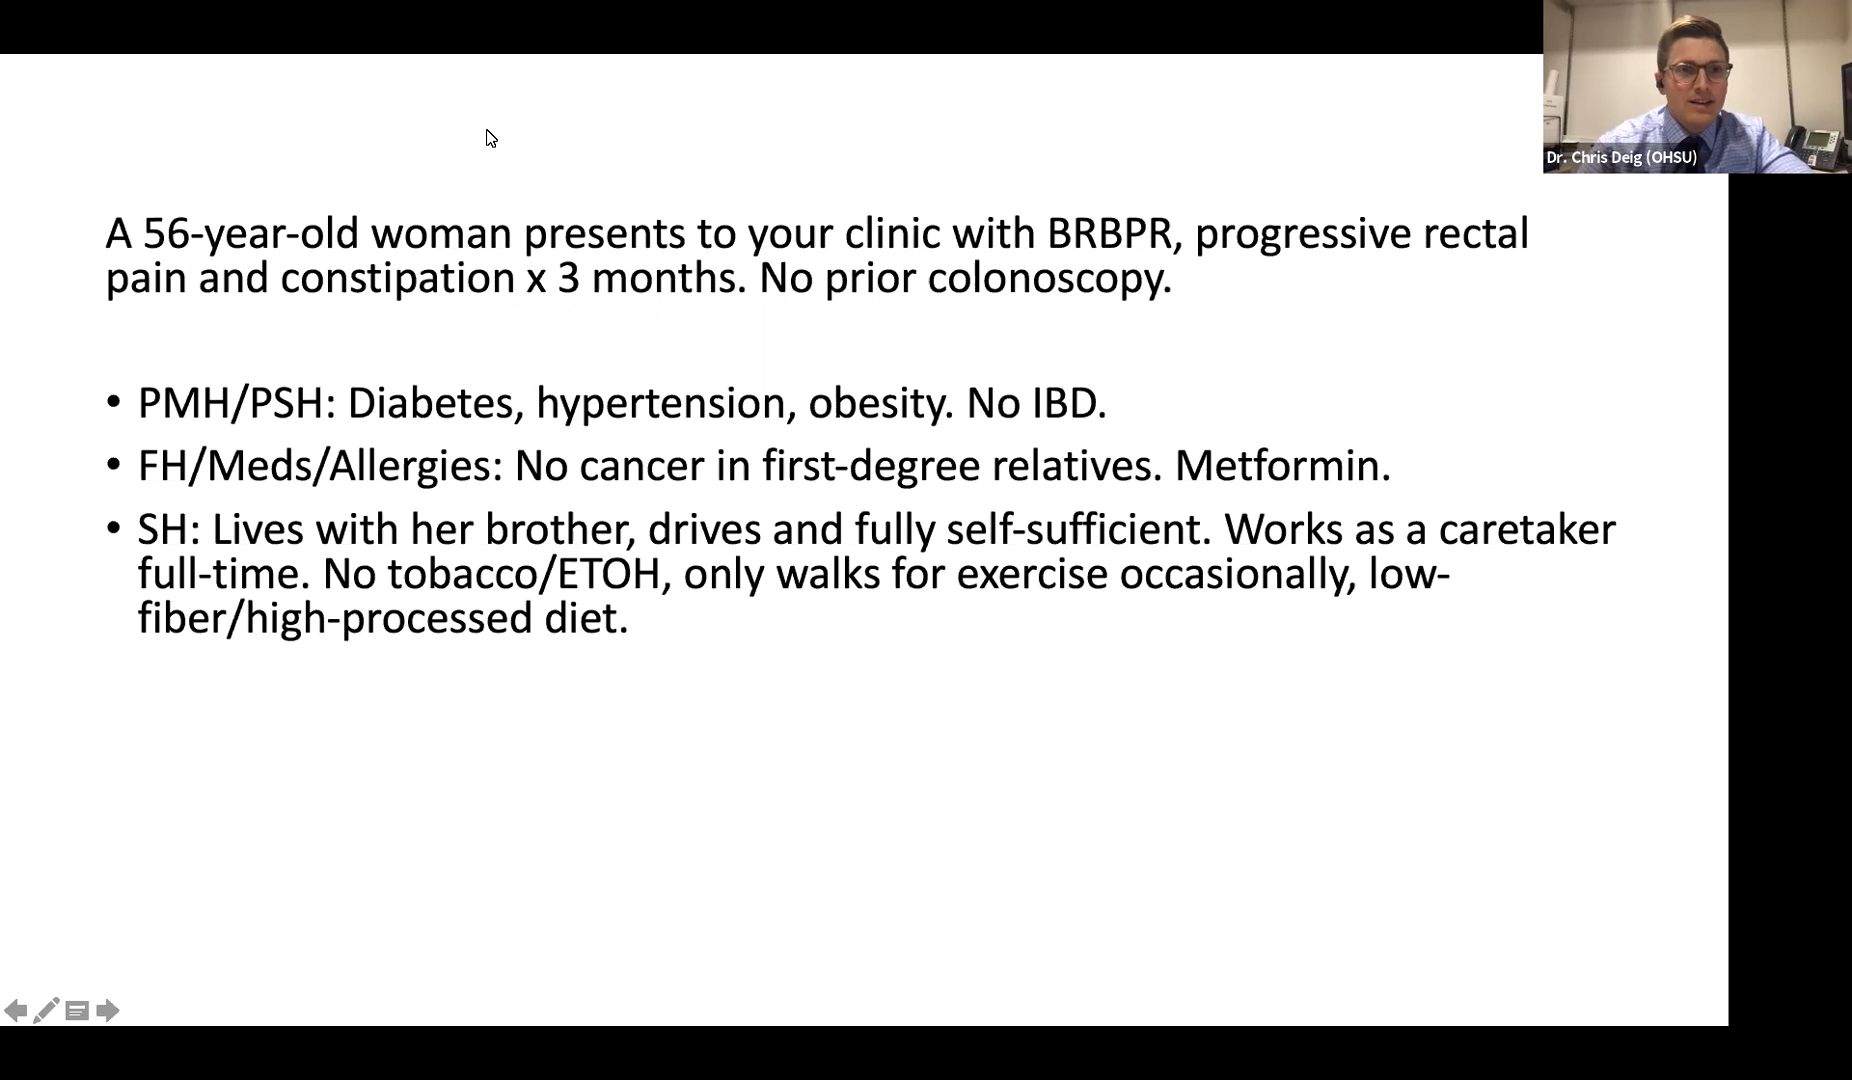 Dr. Chris Deig (OHSU)
A 56-year-old woman presents to your clinic with BRBPR, progressive rectal
pain and constipation x 3 months. No prior colonoscopy.
• PMH/PSH: Diabetes, hypertension, obesity. No IBD.
• FH/Meds/Allergies: No cancer in first-degree relatives. Metformin.
• SH: Lives with her brother, drives and fully self-sufficient. Works as a caretaker
full-time. No tobacco/ETOH, only walks for exercise occasionally, low-
fiber/high-processed diet.